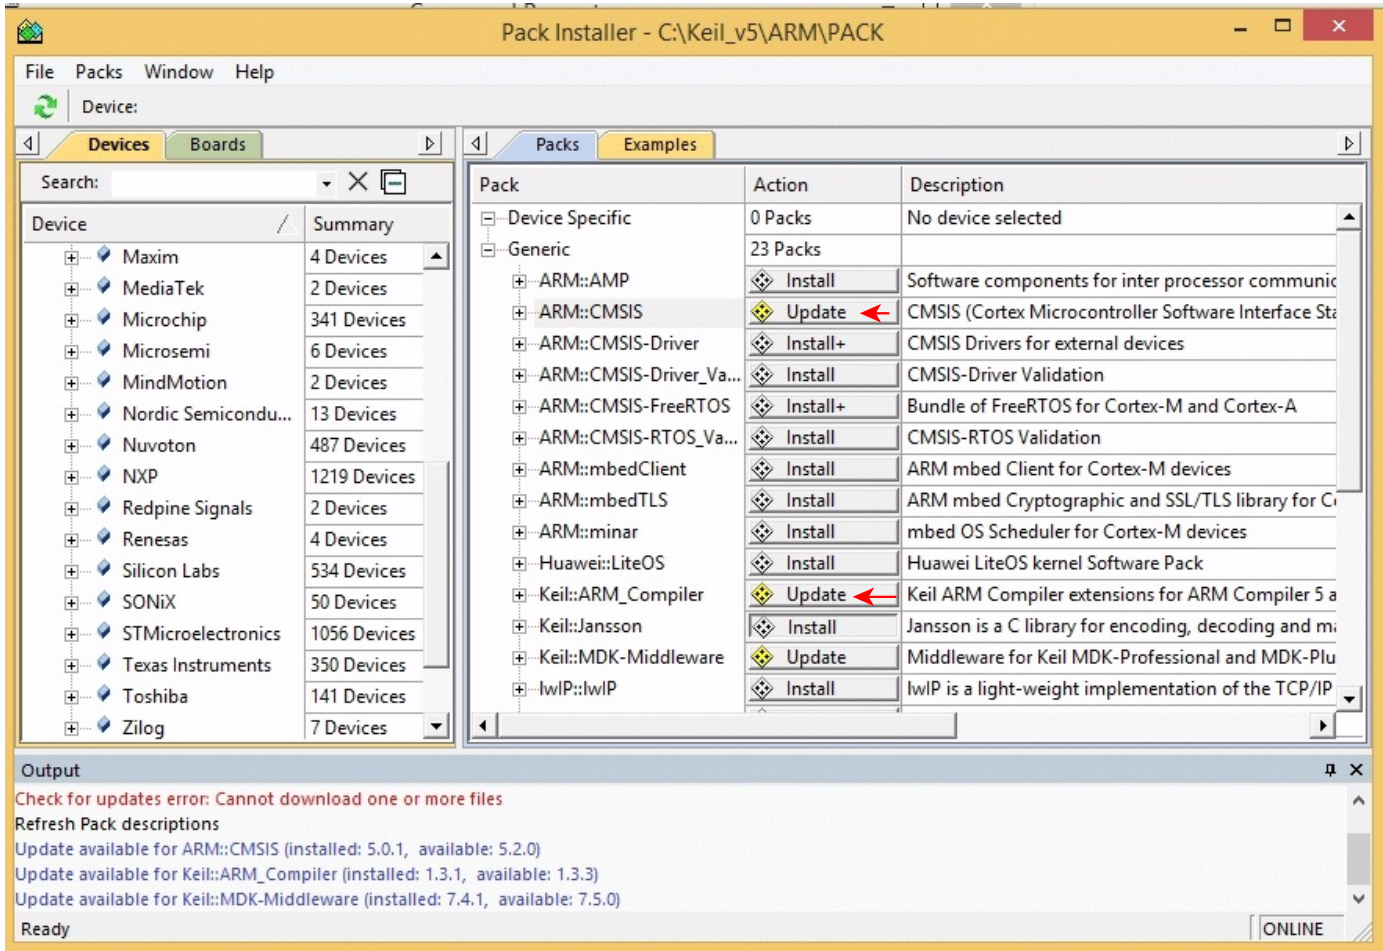 Pack Installer - C:\Keil_v5\ARM\PACK
File Packs Window Help
Device:
Devices Boards
Search:
Device Summary
Maxim 4 Devices
MediaTek 2 Devices
Microchip 341 Devices
Microsemi 6 Devices
MindMotion 2 Devices
Nordic Semicondu... 13 Devices
Nuvoton 487 Devices
NXP 1219 Devices
Redpine Signals 2 Devices
Renesas 4 Devices
Silicon Labs 534 Devices
SONiX 50 Devices
STMicroelectronics 1056 Devices
Texas Instruments 350 Devices
Toshiba 141 Devices
Zilog 7 Devices
Packs Examples
Pack Action Description
Device Specific 0 Packs No device selected
Generic 23 Packs
ARM::AMP Install Software components for inter processor communic
ARM::CMSIS Update CMSIS (Cortex Microcontroller Software Interface Sta
ARM::CMSIS-Driver Install+ CMSIS Drivers for external devices
ARM::CMSIS-Driver_Va... Install CMSIS-Driver Validation
ARM::CMSIS-FreeRTOS Install+ Bundle of FreeRTOS for Cortex-M and Cortex-A
ARM::CMSIS-RTOS_Va... Install CMSIS-RTOS Validation
ARM::mbedClient Install ARM mbed Client for Cortex-M devices
ARM::mbedTLS Install ARM mbed Cryptographic and SSL/TLS library for C
ARM::minar Install mbed OS Scheduler for Cortex-M devices
Huawei::LiteOS Install Huawei LiteOS kernel Software Pack
Keil::ARM_Compiler Update Keil ARM Compiler extensions for ARM Compiler 5 a
Keil::Jansson Install Jansson is a C library for encoding, decoding and ma
Keil::MDK-Middleware Update Middleware for Keil MDK-Professional and MDK-Plu
lwIP::lwIP Install lwIP is a light-weight implementation of the TCP/IP
Output
Check for updates error: Cannot download one or more files
Refresh Pack descriptions
Update available for ARM::CMSIS (installed: 5.0.1, available: 5.2.0)
Update available for Keil::ARM_Compiler (installed: 1.3.1, available: 1.3.3)
Update available for Keil::MDK-Middleware (installed: 7.4.1, available: 7.5.0)
Ready ONLINE